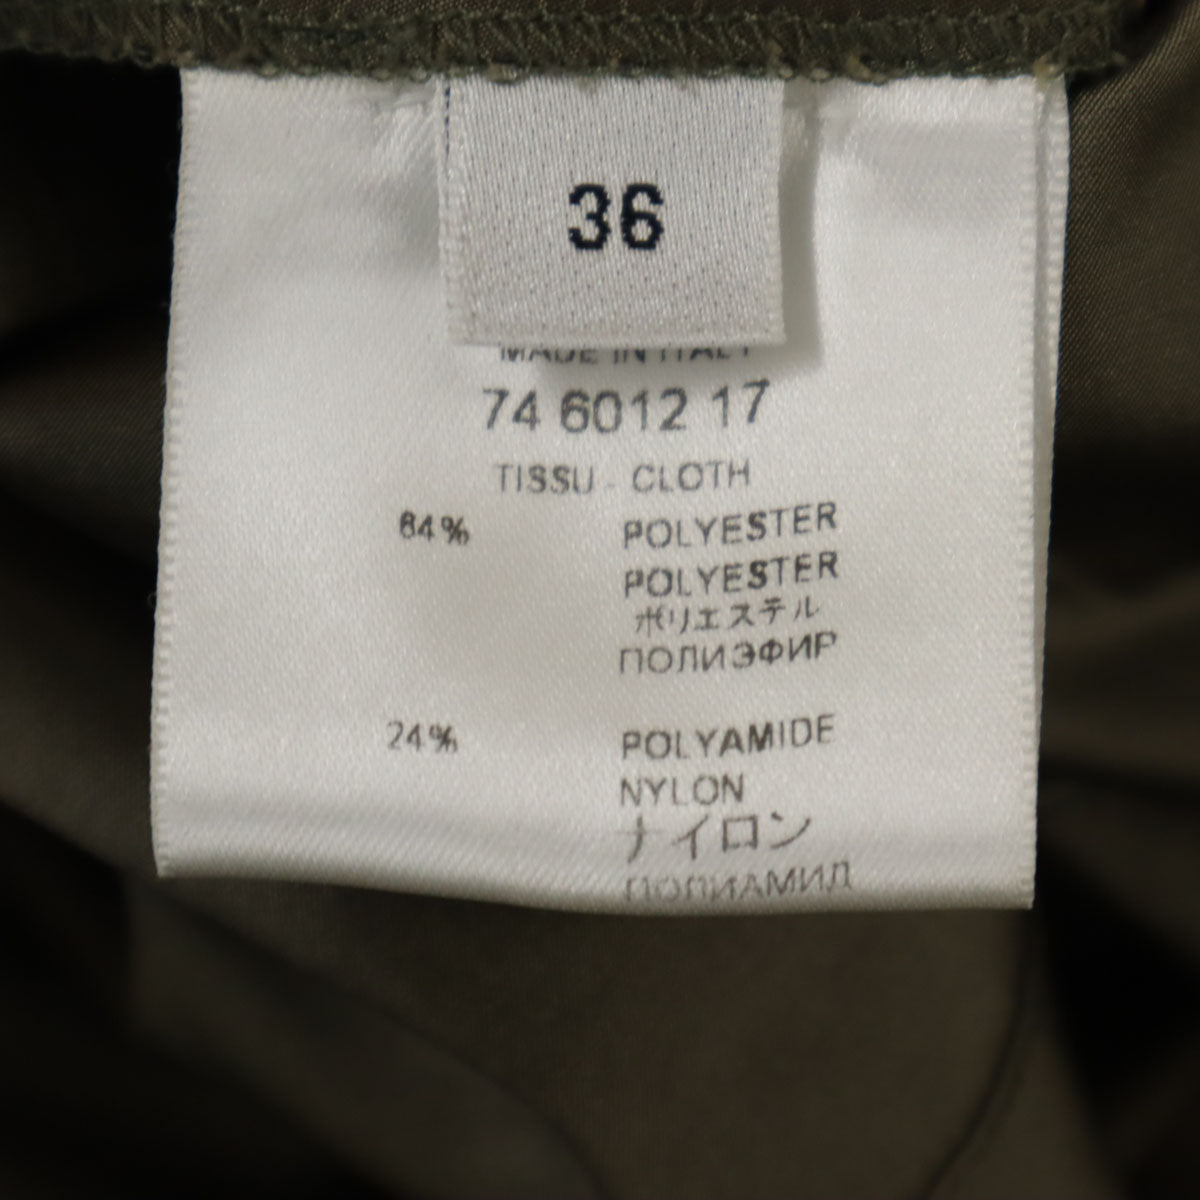 36
MADE IN ITALY
74 6012 17
TISSU - CLOTH
64% POLYESTER
POLYESTER
ポリエステル
ПОЛИЭФИР
24% POLYAMIDE
NYLON
ナイロン
ПОЛИАМИД